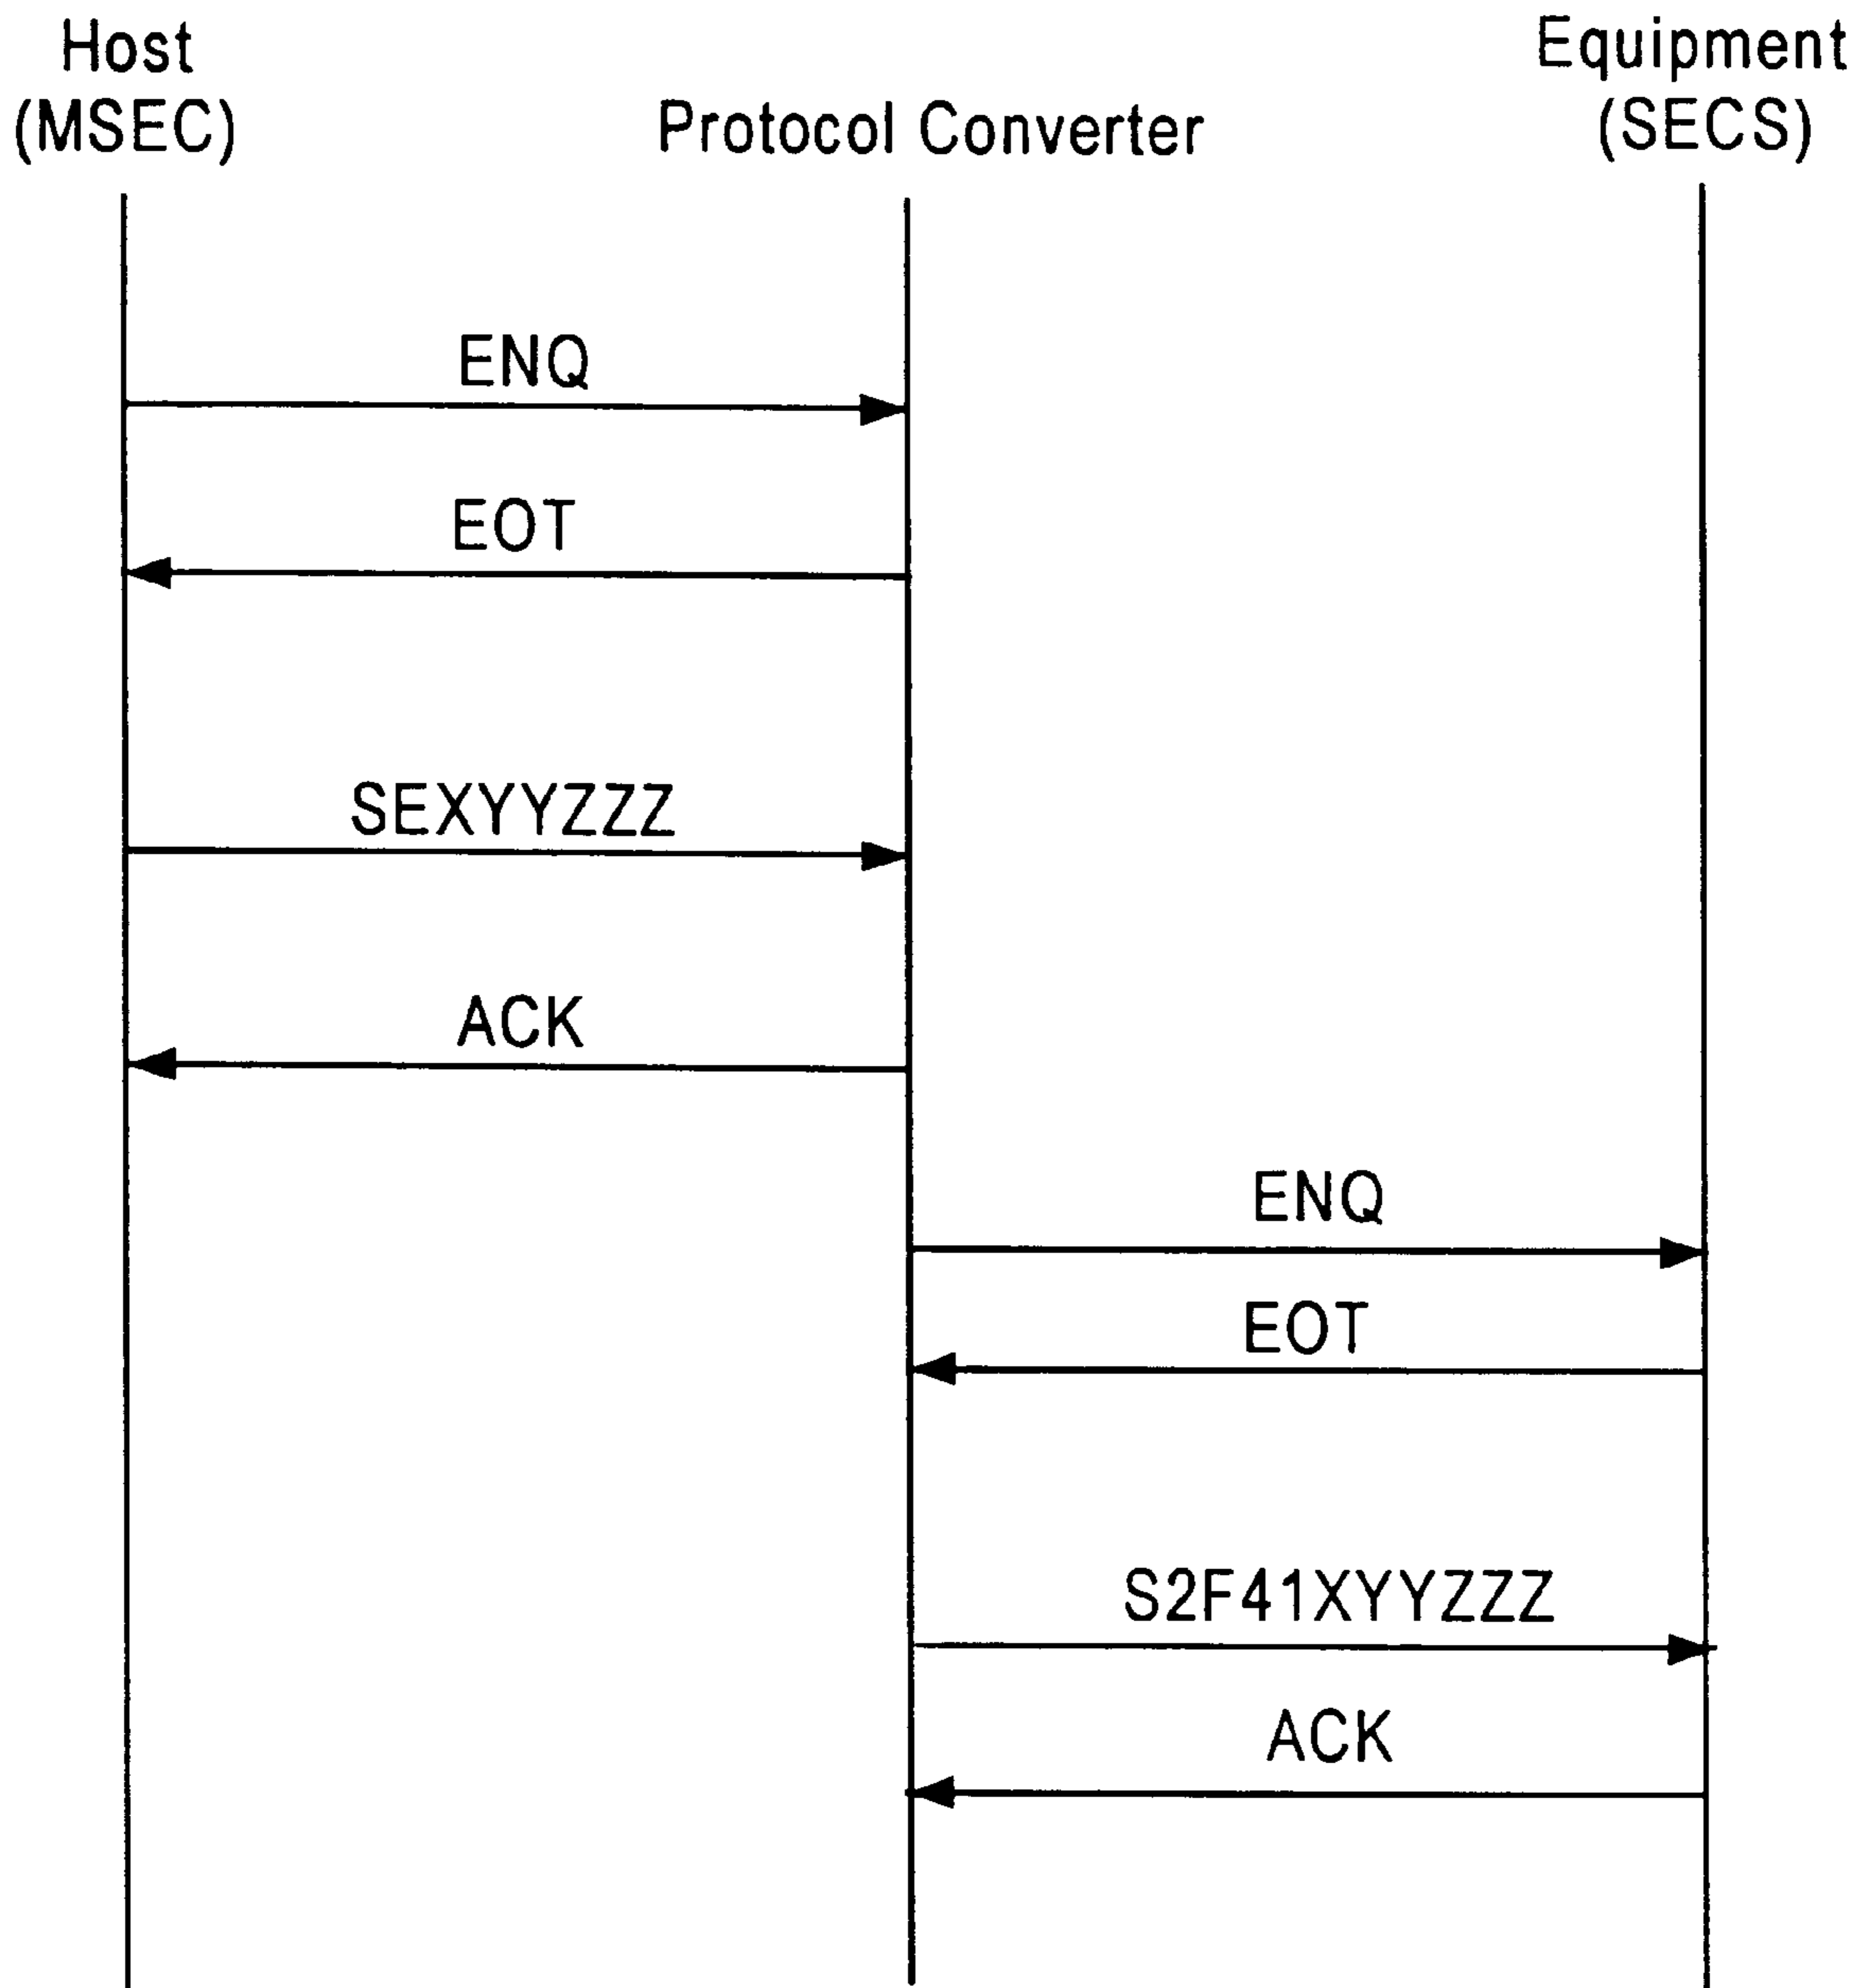 Host
(MSEC)
Protocol Converter
Equipment
(SECS)
ENQ
EOT
SEXYYZZZ
ACK
ENQ
EOT
S2F41XYYZZZ
ACK